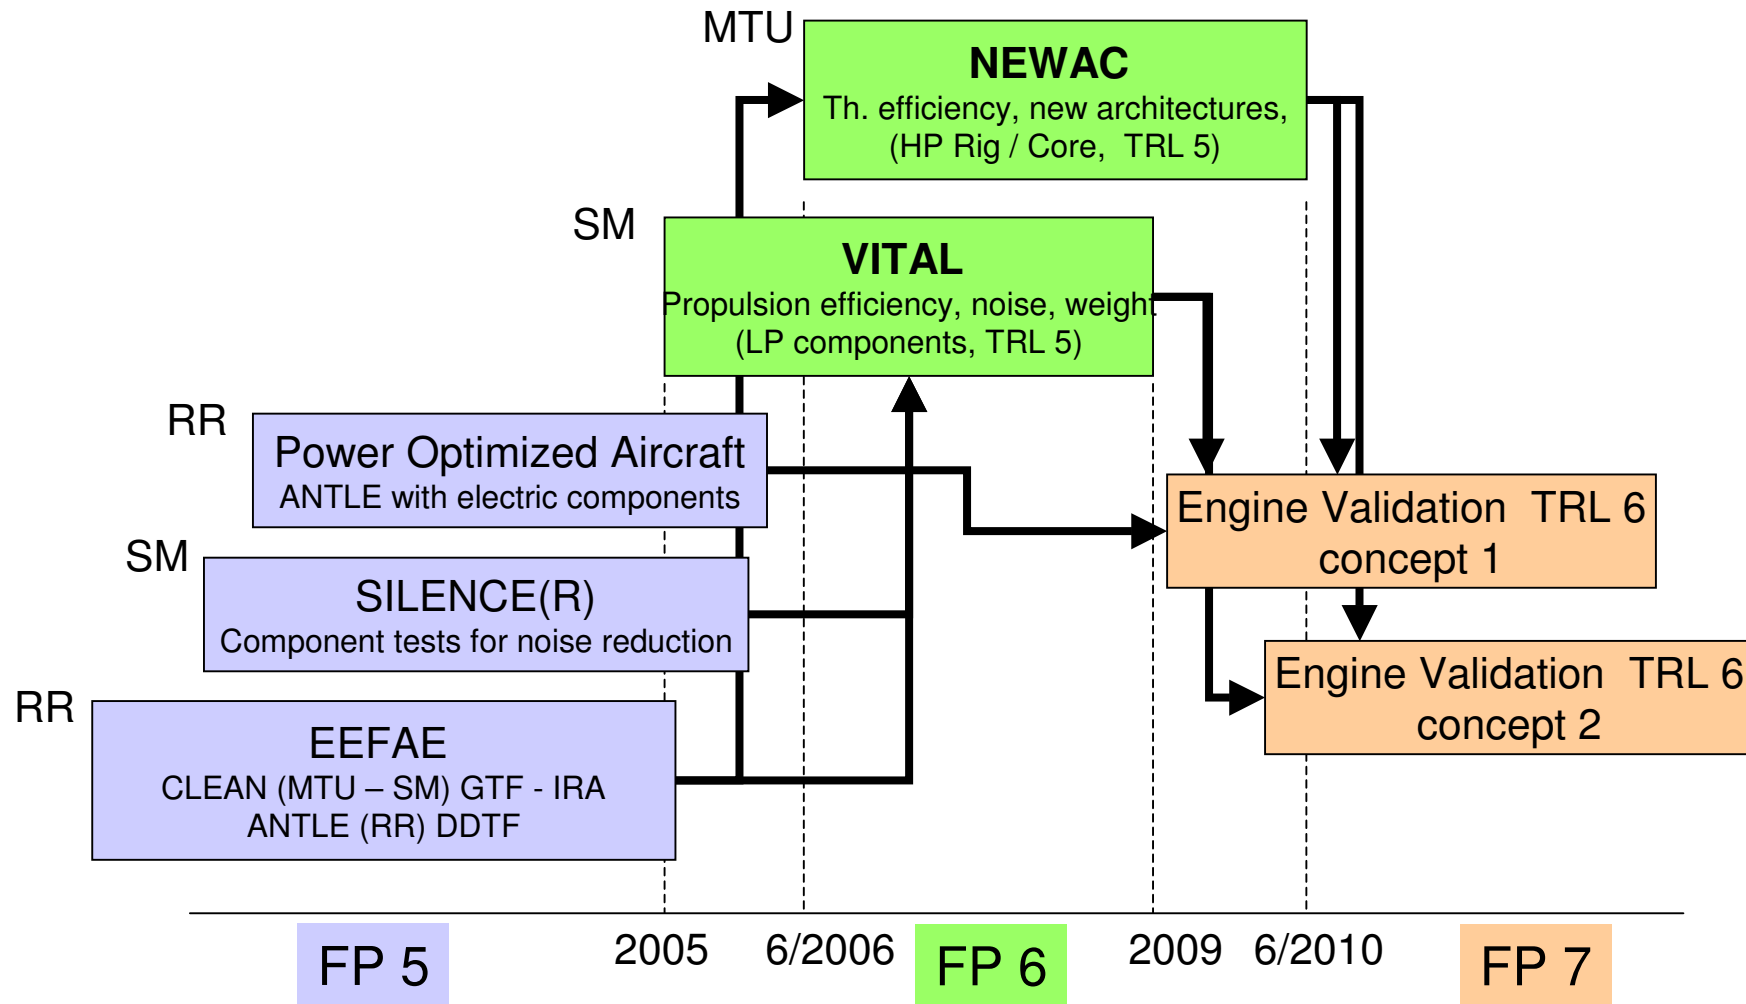 MTU
NEWAC
Th. efficiency, new architectures,
(HP Rig / Core, TRL 5)
SM
VITAL
Propulsion efficiency, noise, weight
(LP components, TRL 5)
RR
Power Optimized Aircraft
ANTLE with electric components
Engine Validation TRL 6
concept 1
SM
SILENCE(R)
Component tests for noise reduction
Engine Validation TRL 6
concept 2
RR
EEFAE
CLEAN (MTU – SM) GTF - IRA
ANTLE (RR) DDTF
FP 5
2005
6/2006
FP 6
2009
6/2010
FP 7